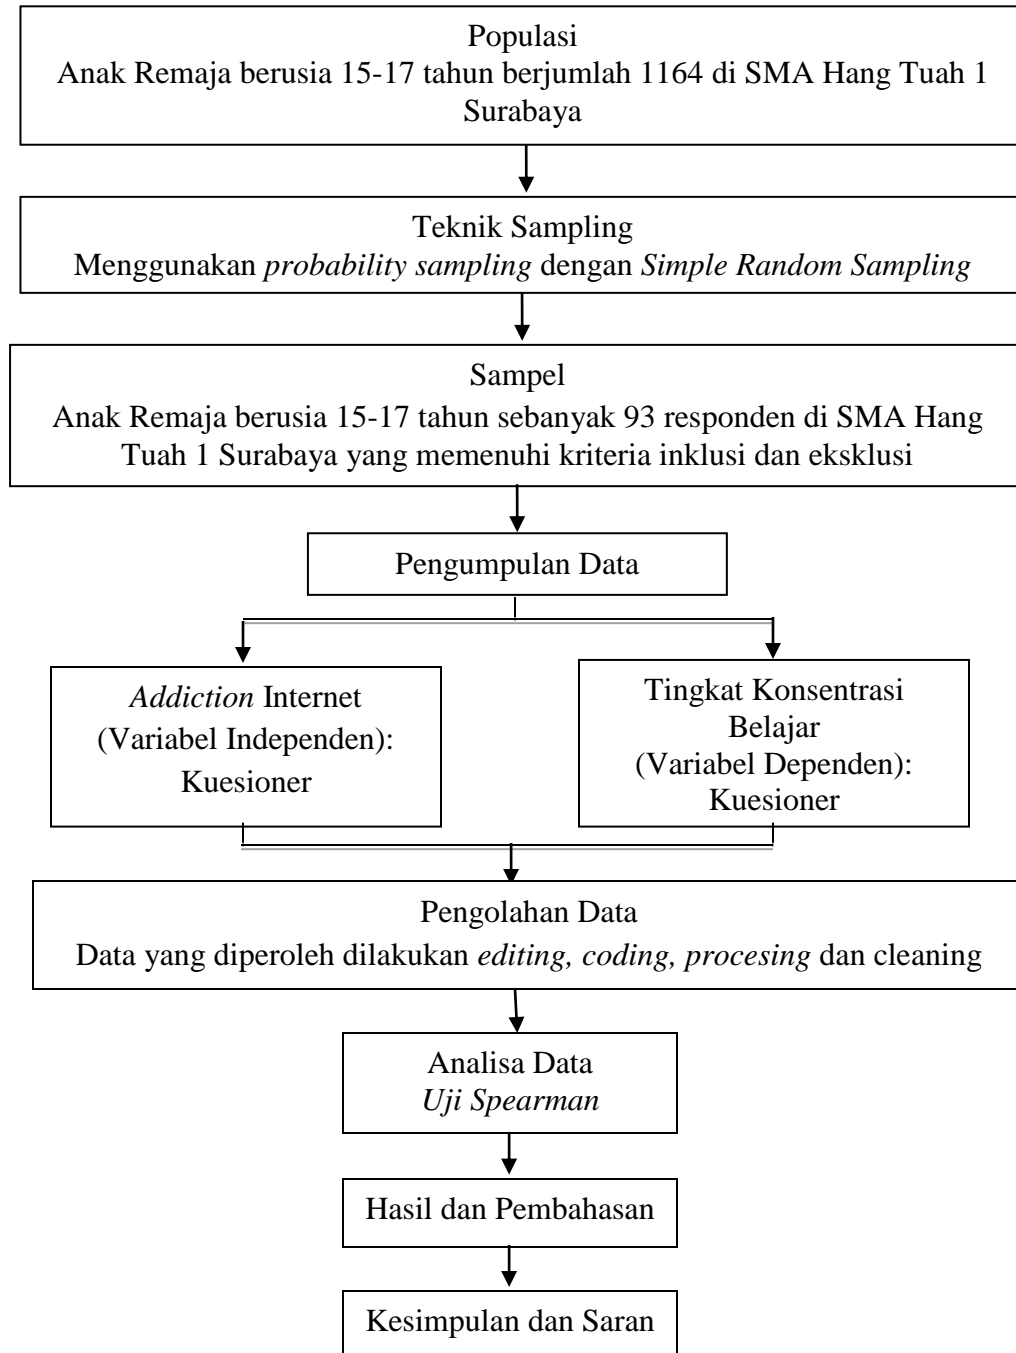 Populasi
Anak Remaja berusia 15-17 tahun berjumlah 1164 di SMA Hang Tuah 1
Surabaya
Teknik Sampling
Menggunakan probability sampling dengan Simple Random Sampling
Sampel
Anak Remaja berusia 15-17 tahun sebanyak 93 responden di SMA Hang
Tuah 1 Surabaya yang memenuhi kriteria inklusi dan eksklusi
Pengumpulan Data
Addiction Internet
(Variabel Independen):
Kuesioner
Tingkat Konsentrasi
Belajar
(Variabel Dependen):
Kuesioner
Pengolahan Data
Data yang diperoleh dilakukan editing, coding, procesing dan cleaning
Analisa Data
Uji Spearman
Hasil dan Pembahasan
Kesimpulan dan Saran